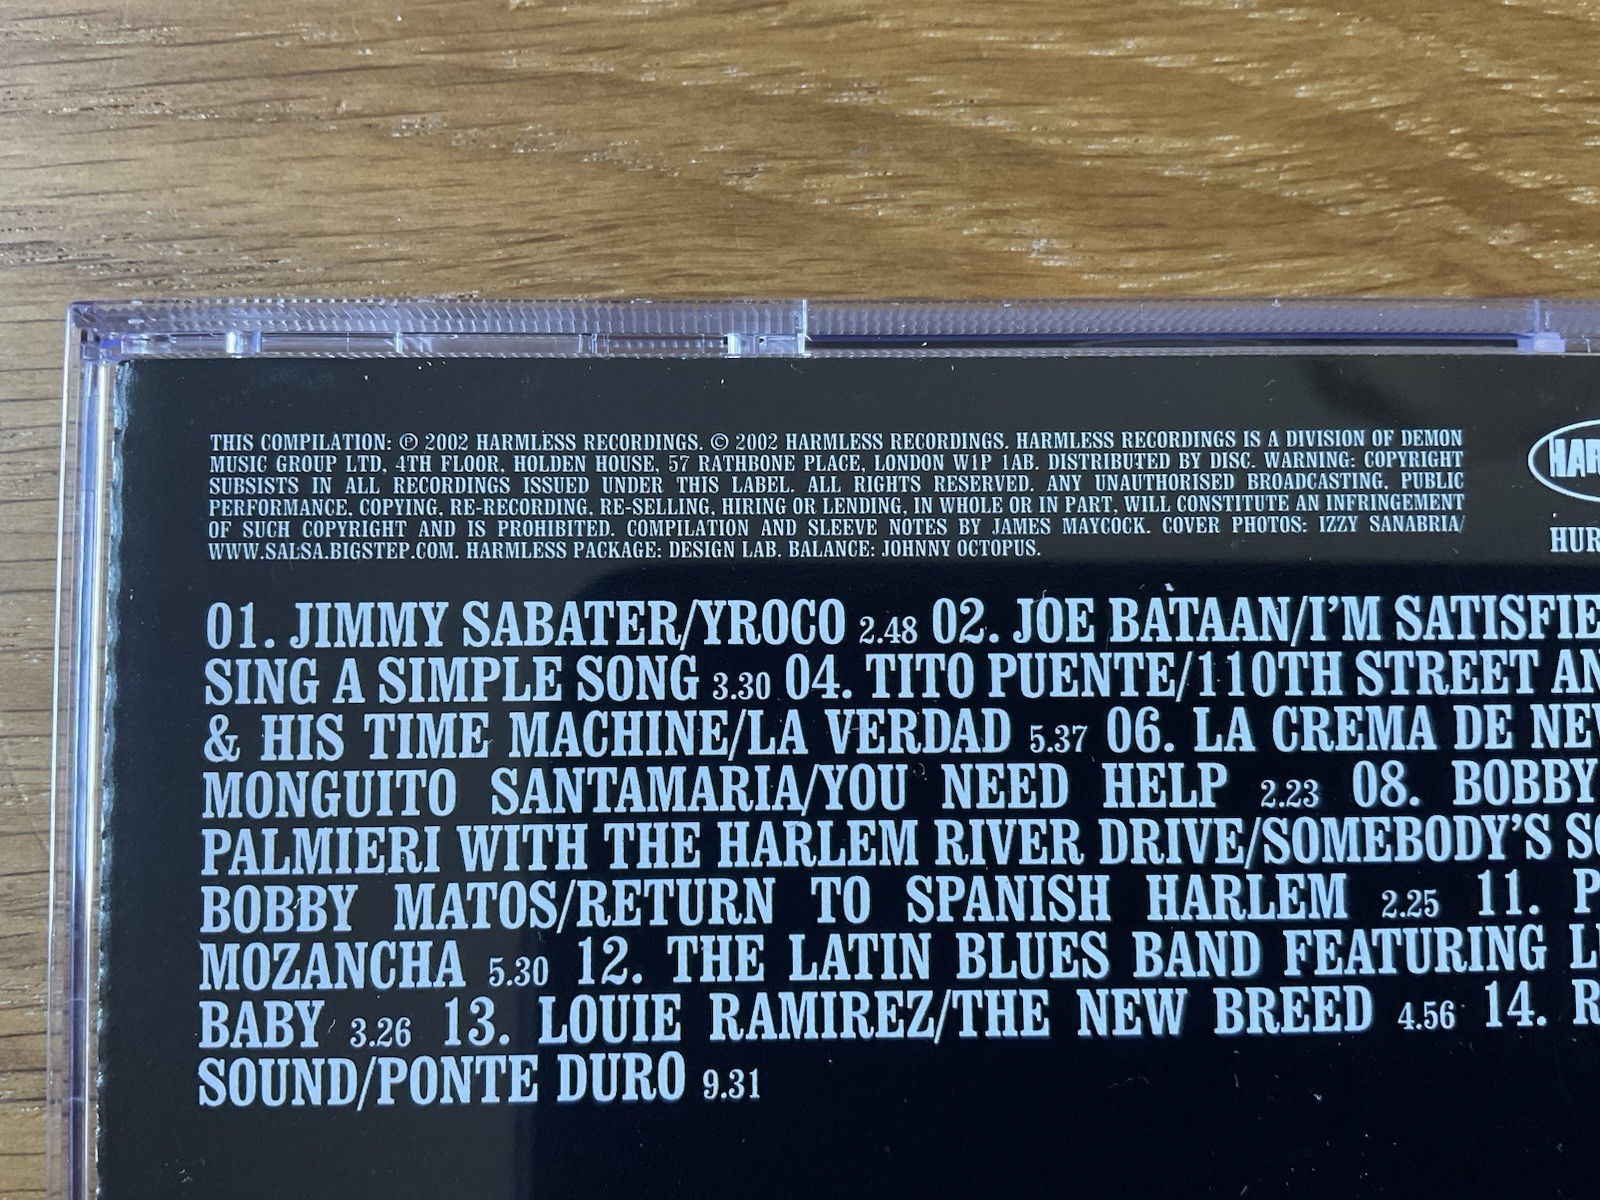 THIS COMPILATION: ℗ 2002 HARMLESS RECORDINGS. © 2002 HARMLESS RECORDINGS. HARMLESS RECORDINGS IS A DIVISION OF DEMON
MUSIC GROUP LTD, 4TH FLOOR, HOLDEN HOUSE, 57 RATHBONE PLACE, LONDON W1P 1AB. DISTRIBUTED BY DISC. WARNING: COPYRIGHT
SUBSISTS IN ALL RECORDINGS ISSUED UNDER THIS LABEL. ALL RIGHTS RESERVED. ANY UNAUTHORISED BROADCASTING, PUBLIC
PERFORMANCE, COPYING, RE-RECORDING, RE-SELLING, HIRING OR LENDING, IN WHOLE OR IN PART, WILL CONSTITUTE AN INFRINGEMENT
OF SUCH COPYRIGHT AND IS PROHIBITED. COMPILATION AND SLEEVE NOTES BY JAMES MAYCOCK. COVER PHOTOS: IZZY SANABRIA/
WWW.SALSA.BIGSTEP.COM. HARMLESS PACKAGE: DESIGN LAB. BALANCE: JOHNNY OCTOPUS.
HAR
HUR
01. JIMMY SABATER/YROCO 2.48 02. JOE BATAAN/I'M SATISFIE
SING A SIMPLE SONG 3.30 04. TITO PUENTE/110TH STREET AN
& HIS TIME MACHINE/LA VERDAD 5.37 06. LA CREMA DE NEW
MONGUITO SANTAMARIA/YOU NEED HELP 2.23 08. BOBBY
PALMIERI WITH THE HARLEM RIVER DRIVE/SOMEBODY'S SO
BOBBY MATOS/RETURN TO SPANISH HARLEM 2.25 11. P
MOZANCHA 5.30 12. THE LATIN BLUES BAND FEATURING L
BABY 3.26 13. LOUIE RAMIREZ/THE NEW BREED 4.56 14. R
SOUND/PONTE DURO 9.31